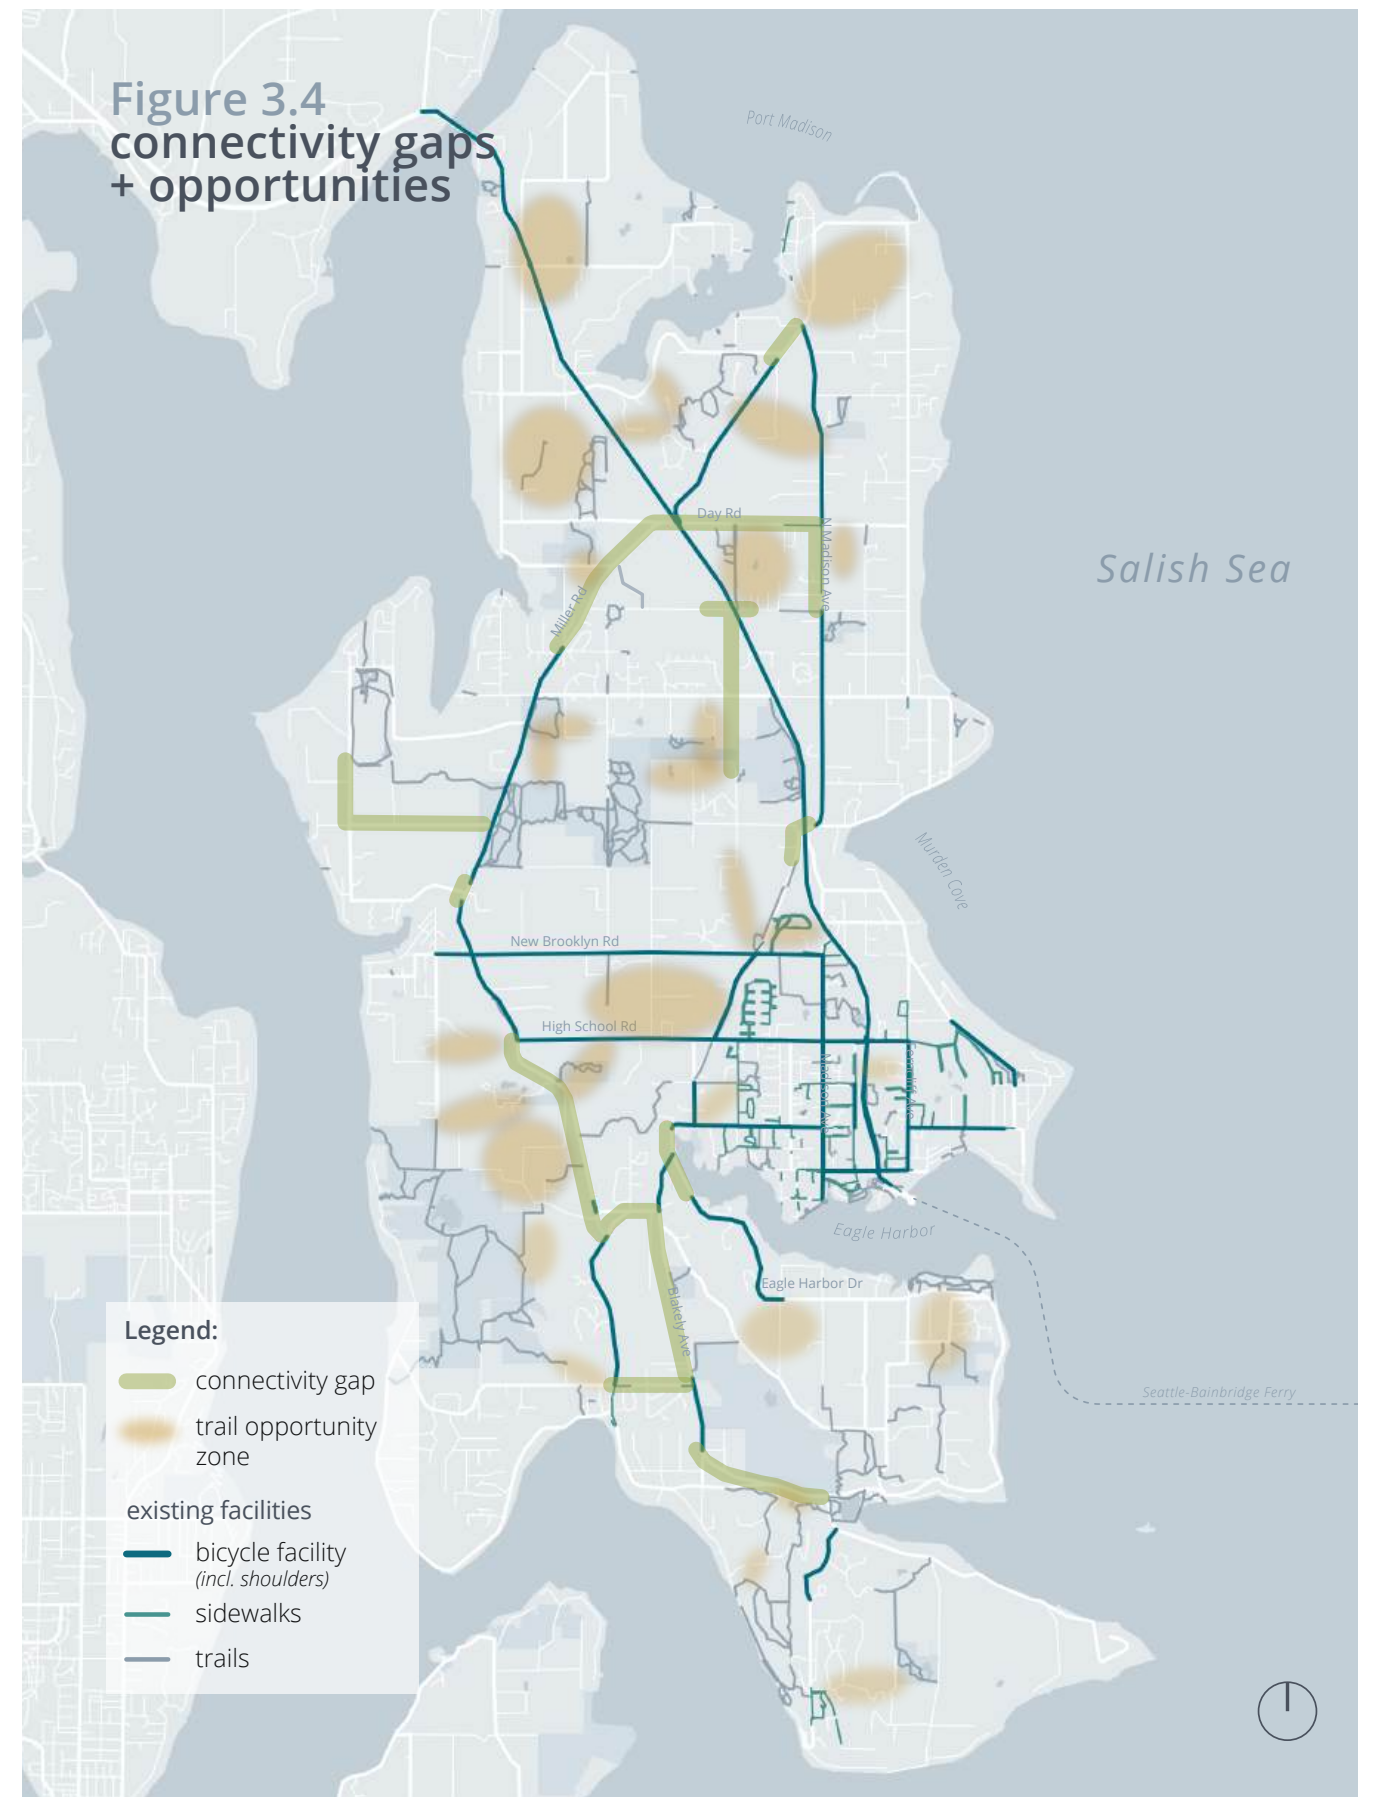 Figure 3.4
connectivity gaps
+ opportunities
Port Madison
Salish Sea
Day Rd
N Madison Ave
Miller Rd
Murden Cove
New Brooklyn Rd
High School Rd
Madison Ave
Eagle Harbor
Eagle Harbor Dr
Blakely Ave
Seattle-Bainbridge Ferry
Legend:
connectivity gap
trail opportunity
zone
existing facilities
bicycle facility
(incl. shoulders)
sidewalks
trails